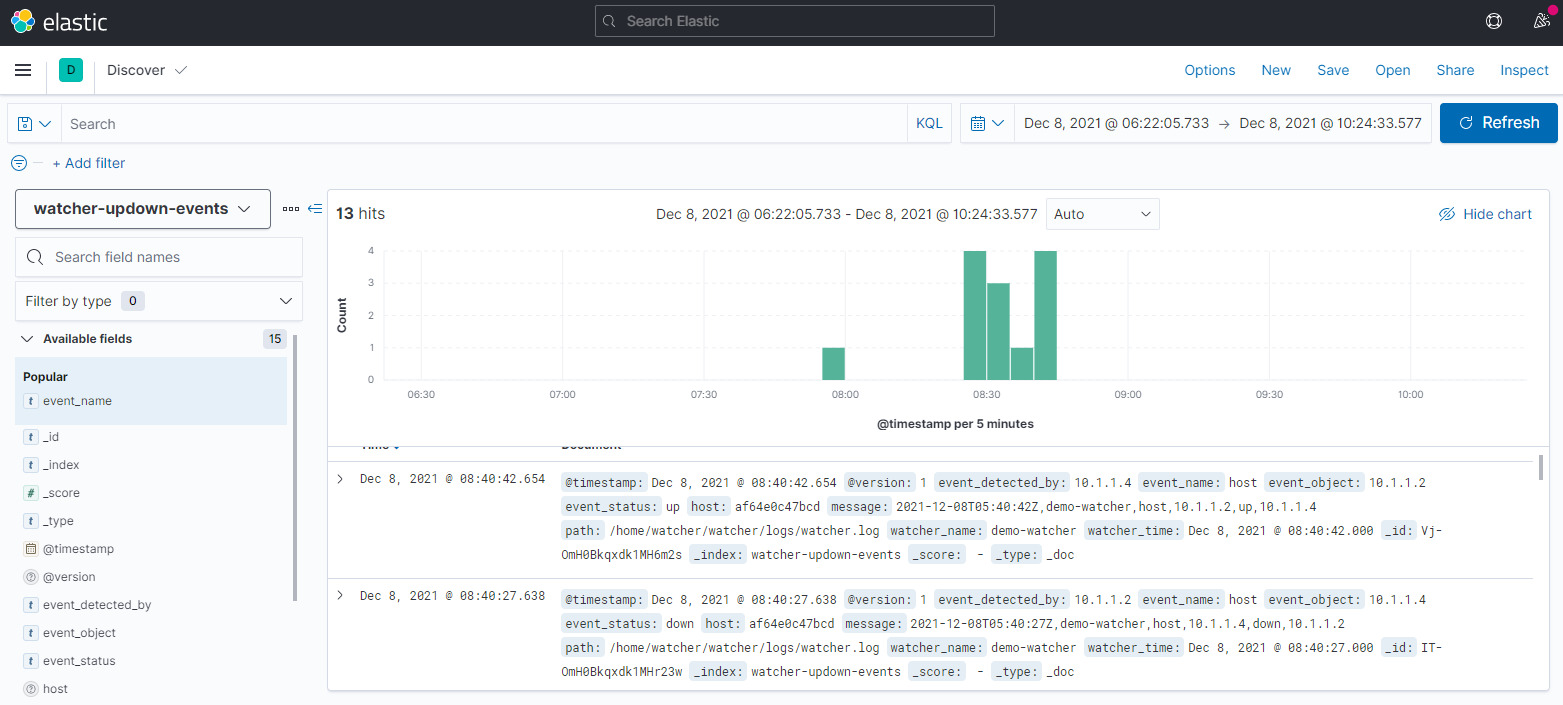 elastic
Search Elastic
D Discover Options New Save Open Share Inspect
Search KQL Dec 8, 2021 @ 06:22:05.733 → Dec 8, 2021 @ 10:24:33.577 Refresh
+ Add filter
watcher-updown-events
Search field names
Filter by type 0
Available fields 15
Popular
t event_name
t _id
t _index
# _score
t _type
@timestamp
@version
t event_detected_by
t event_object
t event_status
host
13 hits Dec 8, 2021 @ 06:22:05.733 - Dec 8, 2021 @ 10:24:33.577 Auto Hide chart
Count
4
3
2
1
0
06:30 07:00 07:30 08:00 08:30 09:00 09:30 10:00
@timestamp per 5 minutes
Time Document
Dec 8, 2021 @ 08:40:42.654 @timestamp: Dec 8, 2021 @ 08:40:42.654 @version: 1 event_detected_by: 10.1.1.4 event_name: host event_object: 10.1.1.2
event_status: up host: af64e0c47bcd message: 2021-12-08T05:40:42Z,demo-watcher,host,10.1.1.2,up,10.1.1.4
path: /home/watcher/watcher/logs/watcher.log watcher_name: demo-watcher watcher_time: Dec 8, 2021 @ 08:40:42.000 _id: Vj-
OmH0Bkqxdk1MH6m2s _index: watcher-updown-events _score: - _type: _doc
Dec 8, 2021 @ 08:40:27.638 @timestamp: Dec 8, 2021 @ 08:40:27.638 @version: 1 event_detected_by: 10.1.1.2 event_name: host event_object: 10.1.1.4
event_status: down host: af64e0c47bcd message: 2021-12-08T05:40:27Z,demo-watcher,host,10.1.1.4,down,10.1.1.2
path: /home/watcher/watcher/logs/watcher.log watcher_name: demo-watcher watcher_time: Dec 8, 2021 @ 08:40:27.000 _id: IT-
OmH0Bkqxdk1MHr23w _index: watcher-updown-events _score: - _type: _doc